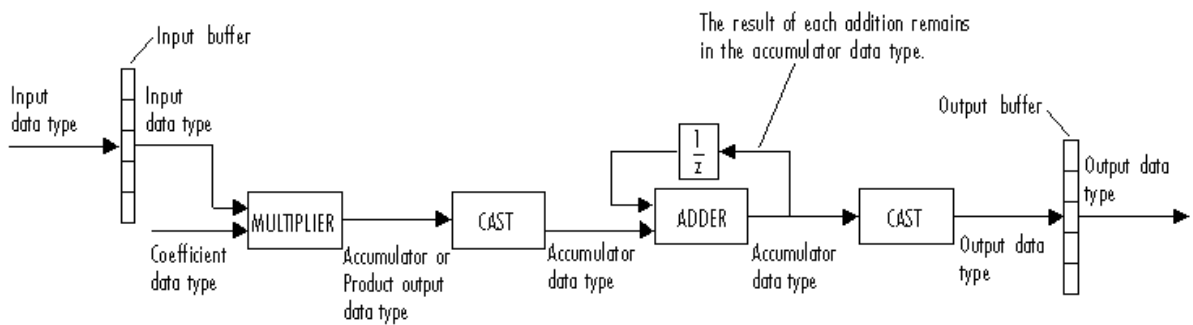 Input buffer
The result of each addition remains
in the accumulator data type.
Input
data type
Input
data type
Output buffer
1
z
Output data
type
MULTIPLIER
CAST
ADDER
CAST
Coefficient
data type
Accumulator or
Product output
data type
Accumulator
data type
Accumulator
data type
Output data
type